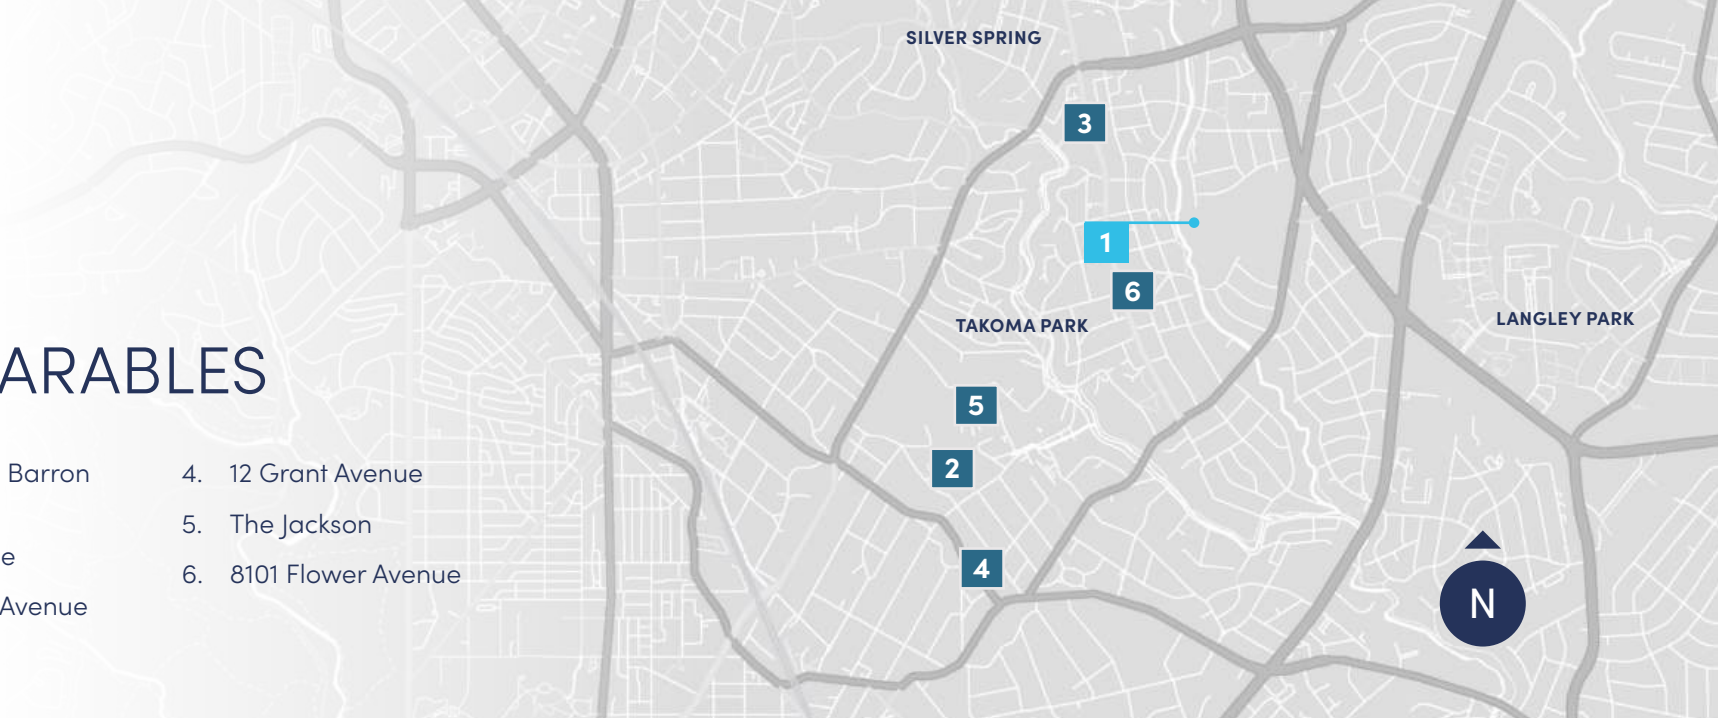 SILVER SPRING
3
1
6
TAKOMA PARK
LANGLEY PARK
ARABLES
5
2
Barron
4. 12 Grant Avenue
5. The Jackson
e
4
6. 8101 Flower Avenue
Avenue
N